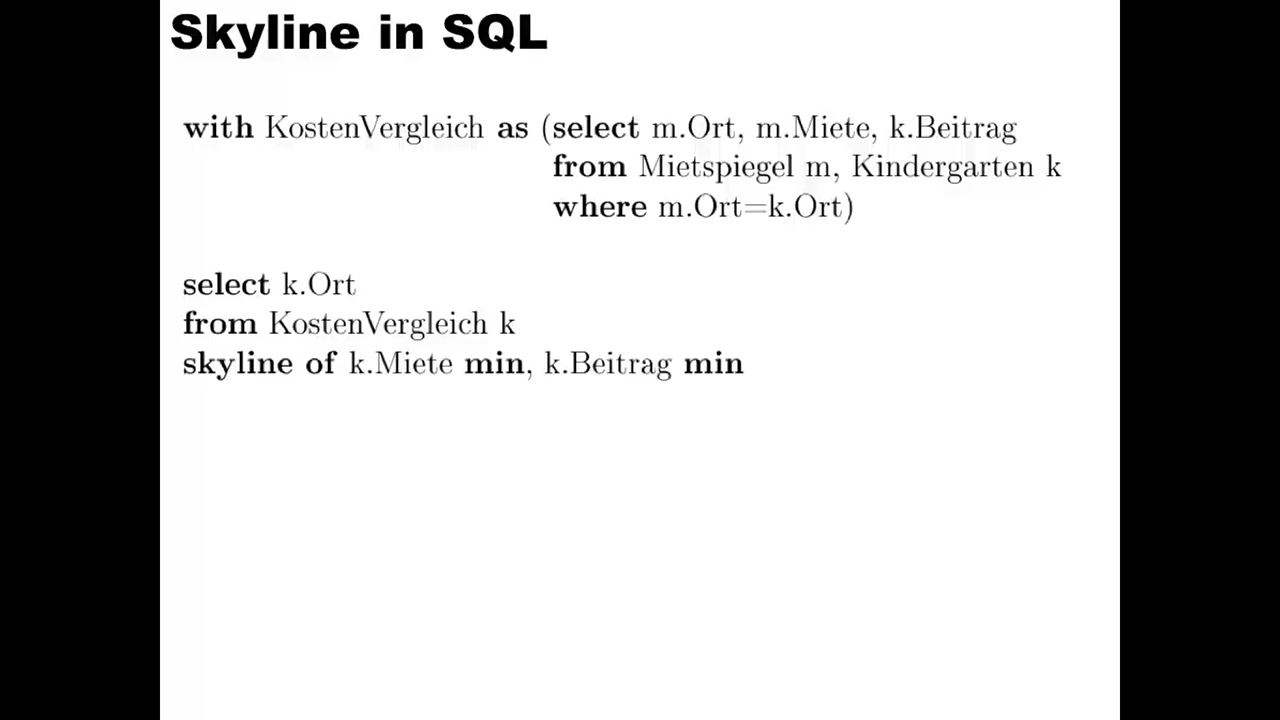 Skyline in SQL
with KostenVergleich as (select m.Ort, m.Miete, k.Beitrag
from Mietspiegel m, Kindergarten k
where m.Ort=k.Ort)
select k.Ort
from KostenVergleich k
skyline of k.Miete min, k.Beitrag min